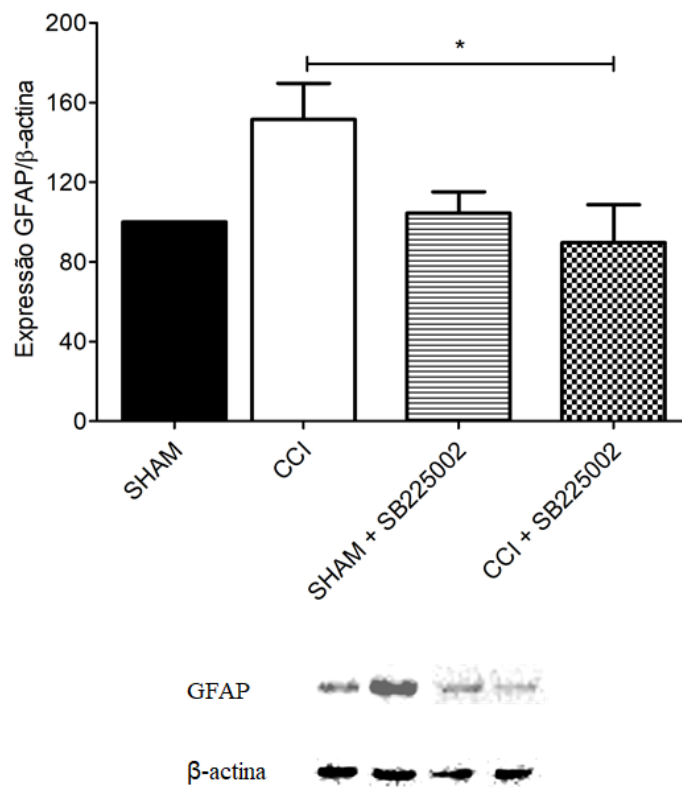 Expressão GFAP/β-actina
200
160
120
80
40
0
*
SHAM
CCI
SHAM + SB225002
CCI + SB225002
GFAP
β-actina